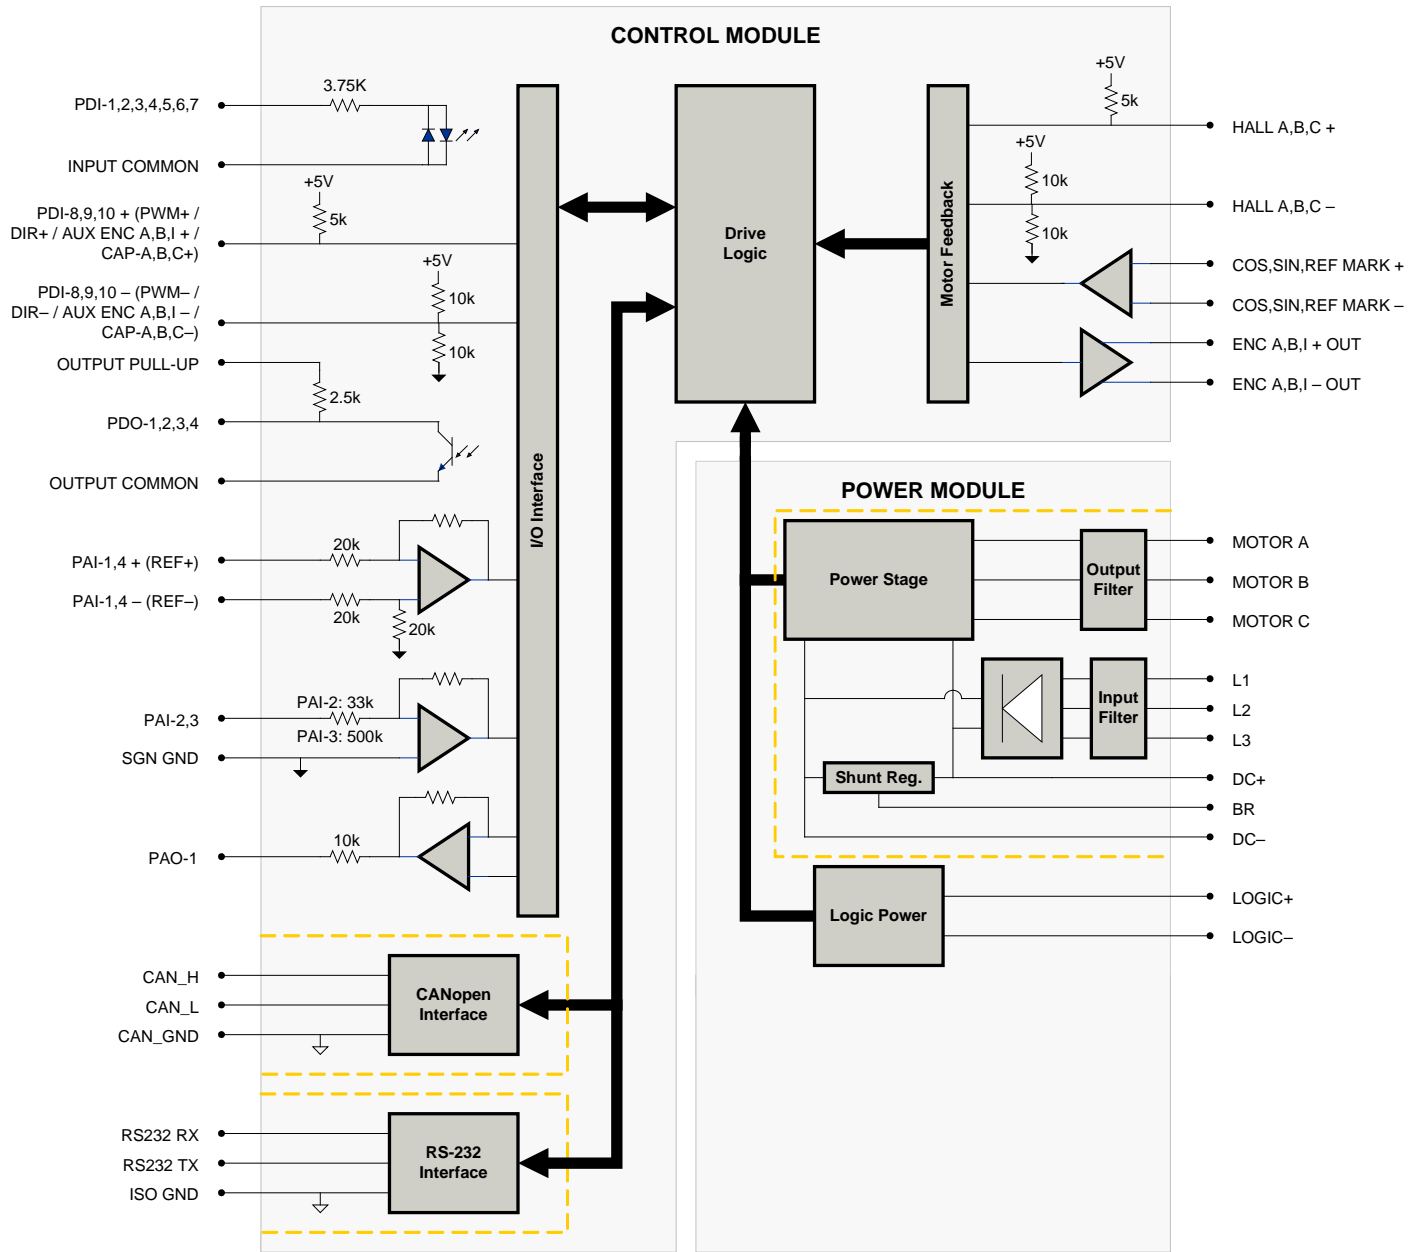 CONTROL MODULE
PDI-1,2,3,4,5,6,7
3.75K
INPUT COMMON
+5V
5k
PDI-8,9,10 + (PWM+ /
DIR+ / AUX ENC A,B,I + /
CAP-A,B,C+)
+5V
10k
10k
PDI-8,9,10 – (PWM– /
DIR– / AUX ENC A,B,I – /
CAP-A,B,C–)
OUTPUT PULL-UP
2.5k
PDO-1,2,3,4
OUTPUT COMMON
PAI-1,4 + (REF+)
20k
PAI-1,4 – (REF–)
20k
20k
PAI-2,3
PAI-2: 33k
PAI-3: 500k
SGN GND
PAO-1
10k
I/O Interface
CAN_H
CAN_L
CAN_GND
CANopen
Interface
RS232 RX
RS232 TX
ISO GND
RS-232
Interface
Drive
Logic
Motor Feedback
+5V
5k
HALL A,B,C +
+5V
10k
10k
HALL A,B,C –
COS,SIN,REF MARK +
COS,SIN,REF MARK –
ENC A,B,I + OUT
ENC A,B,I – OUT
POWER MODULE
Power Stage
Output
Filter
MOTOR A
MOTOR B
MOTOR C
Input
Filter
L1
L2
L3
Shunt Reg.
DC+
BR
DC–
Logic Power
LOGIC+
LOGIC–